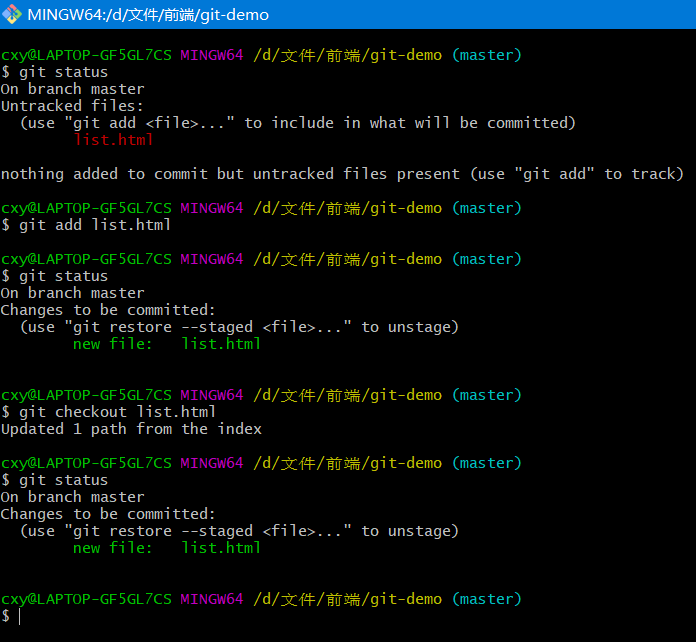 MINGW64:/d/文件/前端/git-demo
cxy@LAPTOP-GF5GL7CS MINGW64 /d/文件/前端/git-demo (master)
$ git status
On branch master
Untracked files:
  (use "git add <file>..." to include in what will be committed)
        list.html
nothing added to commit but untracked files present (use "git add" to track)
cxy@LAPTOP-GF5GL7CS MINGW64 /d/文件/前端/git-demo (master)
$ git add list.html
cxy@LAPTOP-GF5GL7CS MINGW64 /d/文件/前端/git-demo (master)
$ git status
On branch master
Changes to be committed:
  (use "git restore --staged <file>..." to unstage)
        new file:   list.html
cxy@LAPTOP-GF5GL7CS MINGW64 /d/文件/前端/git-demo (master)
$ git checkout list.html
Updated 1 path from the index
cxy@LAPTOP-GF5GL7CS MINGW64 /d/文件/前端/git-demo (master)
$ git status
On branch master
Changes to be committed:
  (use "git restore --staged <file>..." to unstage)
        new file:   list.html
cxy@LAPTOP-GF5GL7CS MINGW64 /d/文件/前端/git-demo (master)
$